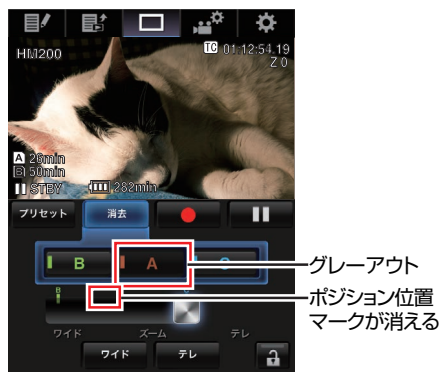 HM200
TC 01:12:54.19
Z 0
A 26min
B 50min
STBY
282min
プリセット
消去
B
A
グレーアウト
B
ポジション位置
マークが消える
ワイド
ズーム
テレ
ワイド
テレ